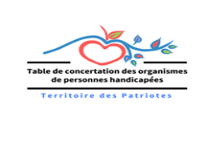 Table de concertation des organismes
de personnes handicapées
Territoire des Patriotes